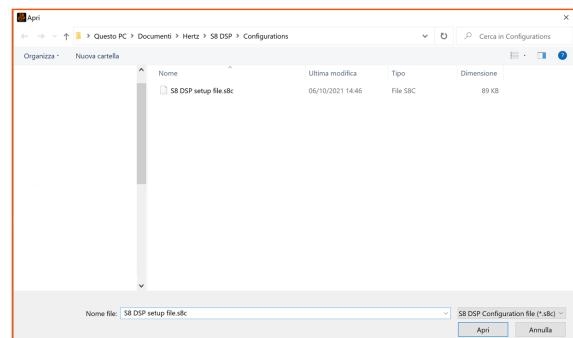 Apri
Questo PC > Documenti > Hertz > S8 DSP > Configurations
Cerca in Configurations
Organizza
Nuova cartella
Nome
Ultima modifica
Tipo
Dimensione
S8 DSP setup file.s8c
06/10/2021 14:46
File S8C
89 KB
Nome file:
S8 DSP setup file.s8c
S8 DSP Configuration file (*.s8c)
Apri
Annulla